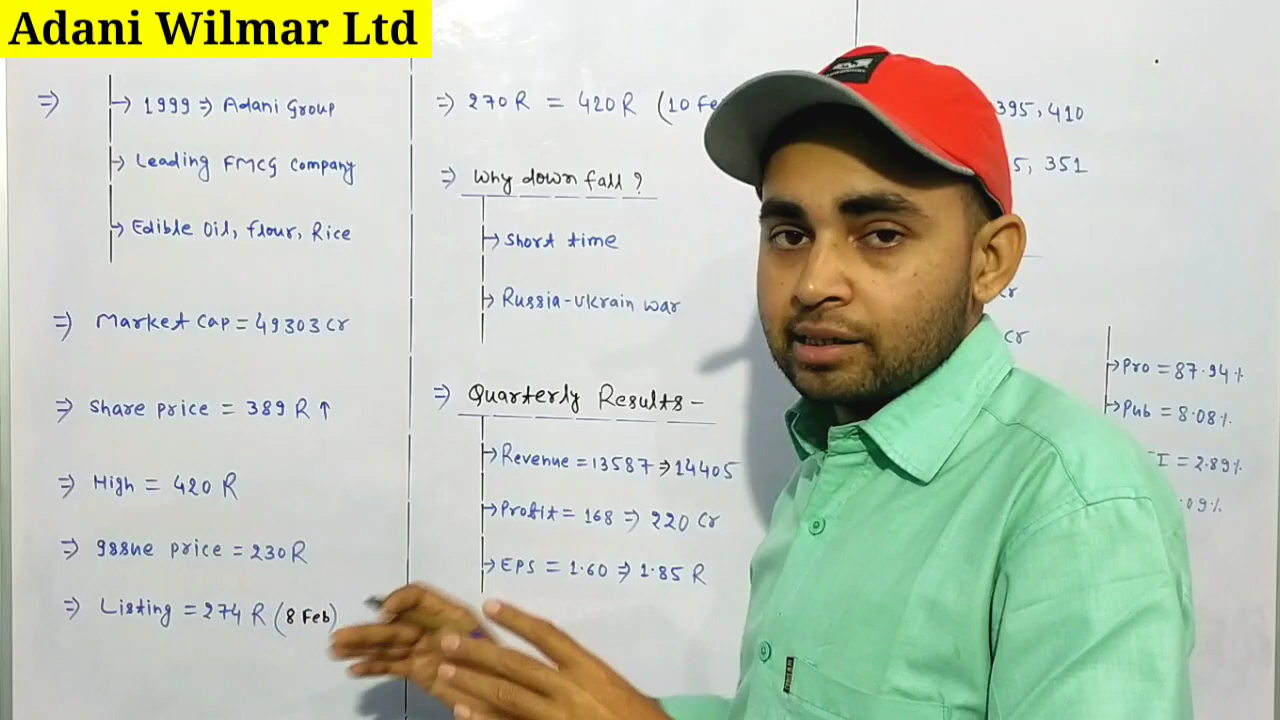 Adani Wilmar Ltd
⇒ → 1999 ⇒ Adani Group
→ Leading FMCG Company
→ Edible Oil, flour, Rice
⇒ Market Cap = 49303 Cr
⇒ Share price = 389 R ↑
⇒ High = 420 R
⇒ Issue price = 230 R
⇒ Listing = 274 R (8 Feb)
⇒ 270 R = 420 R (10 Fe
⇒ Why down fall ?
→ Short time
→ Russia-Ukrain war
⇒ Quarterly Results -
→ Revenue = 13587 ⇒ 14405
→ Profit = 168 ⇒ 220 Cr
→ EPS = 1.60 ⇒ 1.85 R
395, 410
5, 351
Cr
Cr
→ Pro = 87.94%
→ Pub = 8.08%
I = 2.89%
.09%